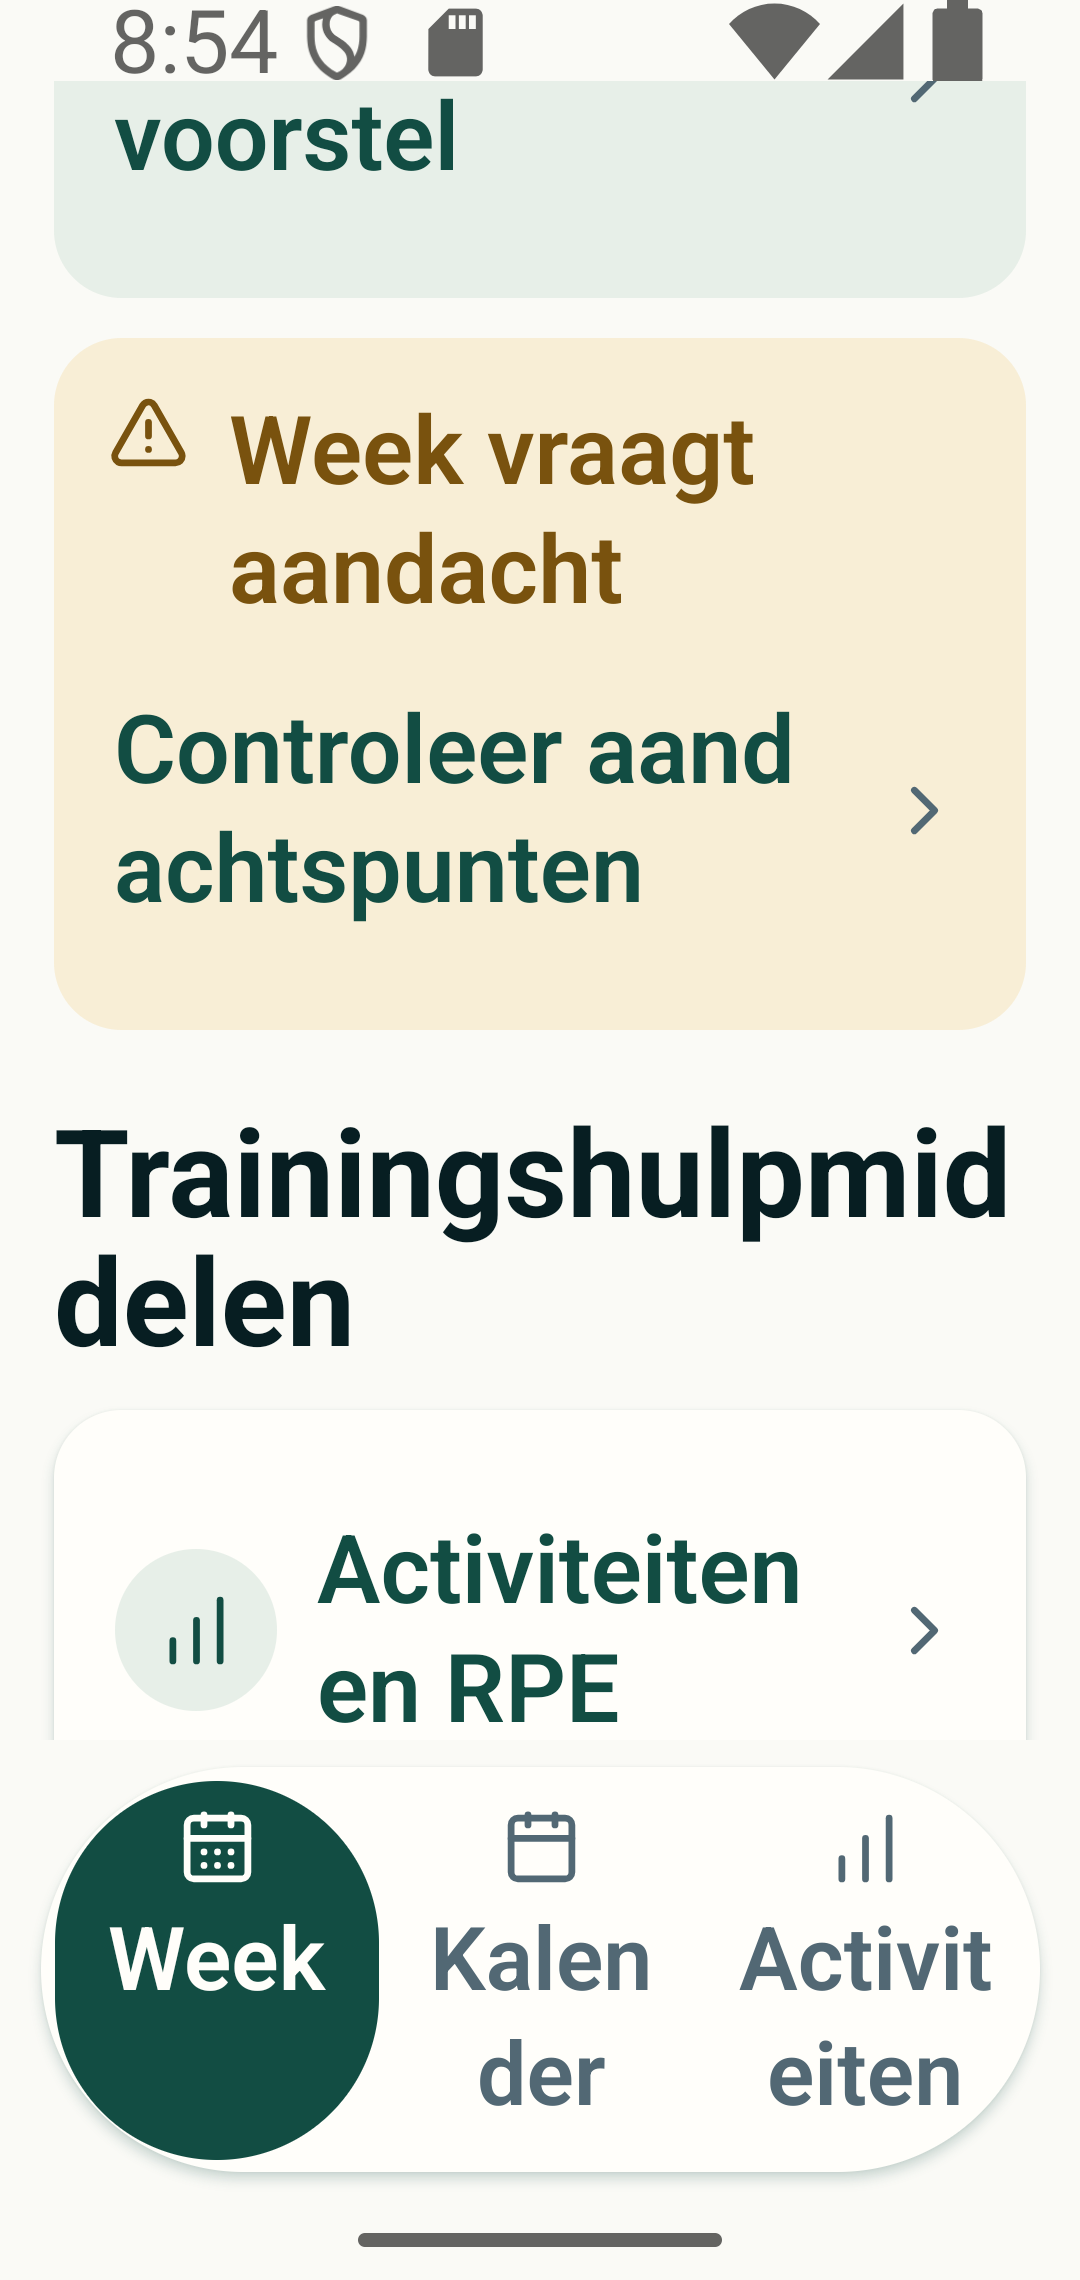 8:54
voorstel
Week vraagt
aandacht
Controleer aand
achtspunten
Trainingshulpmid
delen
Activiteiten
en RPE
Week
Kalen
der
Activit
eiten